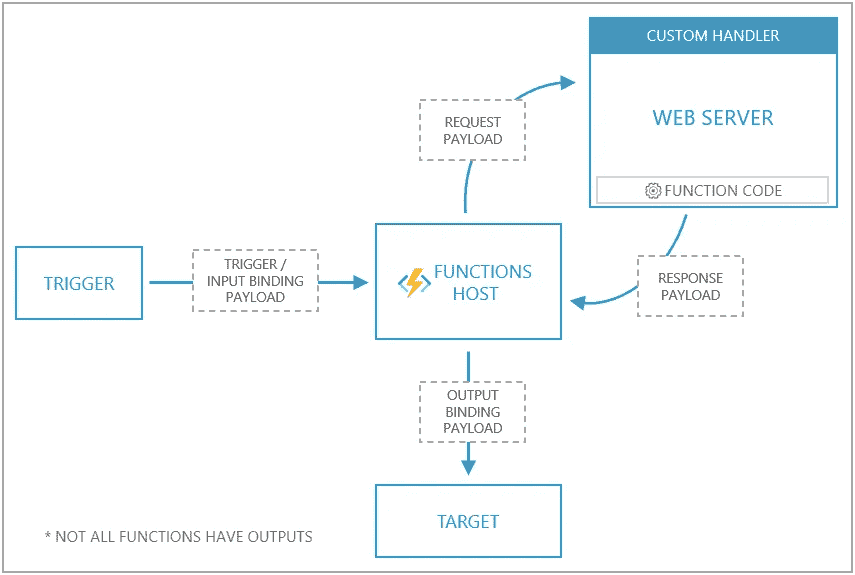 CUSTOM HANDLER
WEB SERVER
FUNCTION CODE
REQUEST
PAYLOAD
TRIGGER
TRIGGER /
INPUT BINDING
PAYLOAD
FUNCTIONS
HOST
RESPONSE
PAYLOAD
OUTPUT
BINDING
PAYLOAD
TARGET
* NOT ALL FUNCTIONS HAVE OUTPUTS